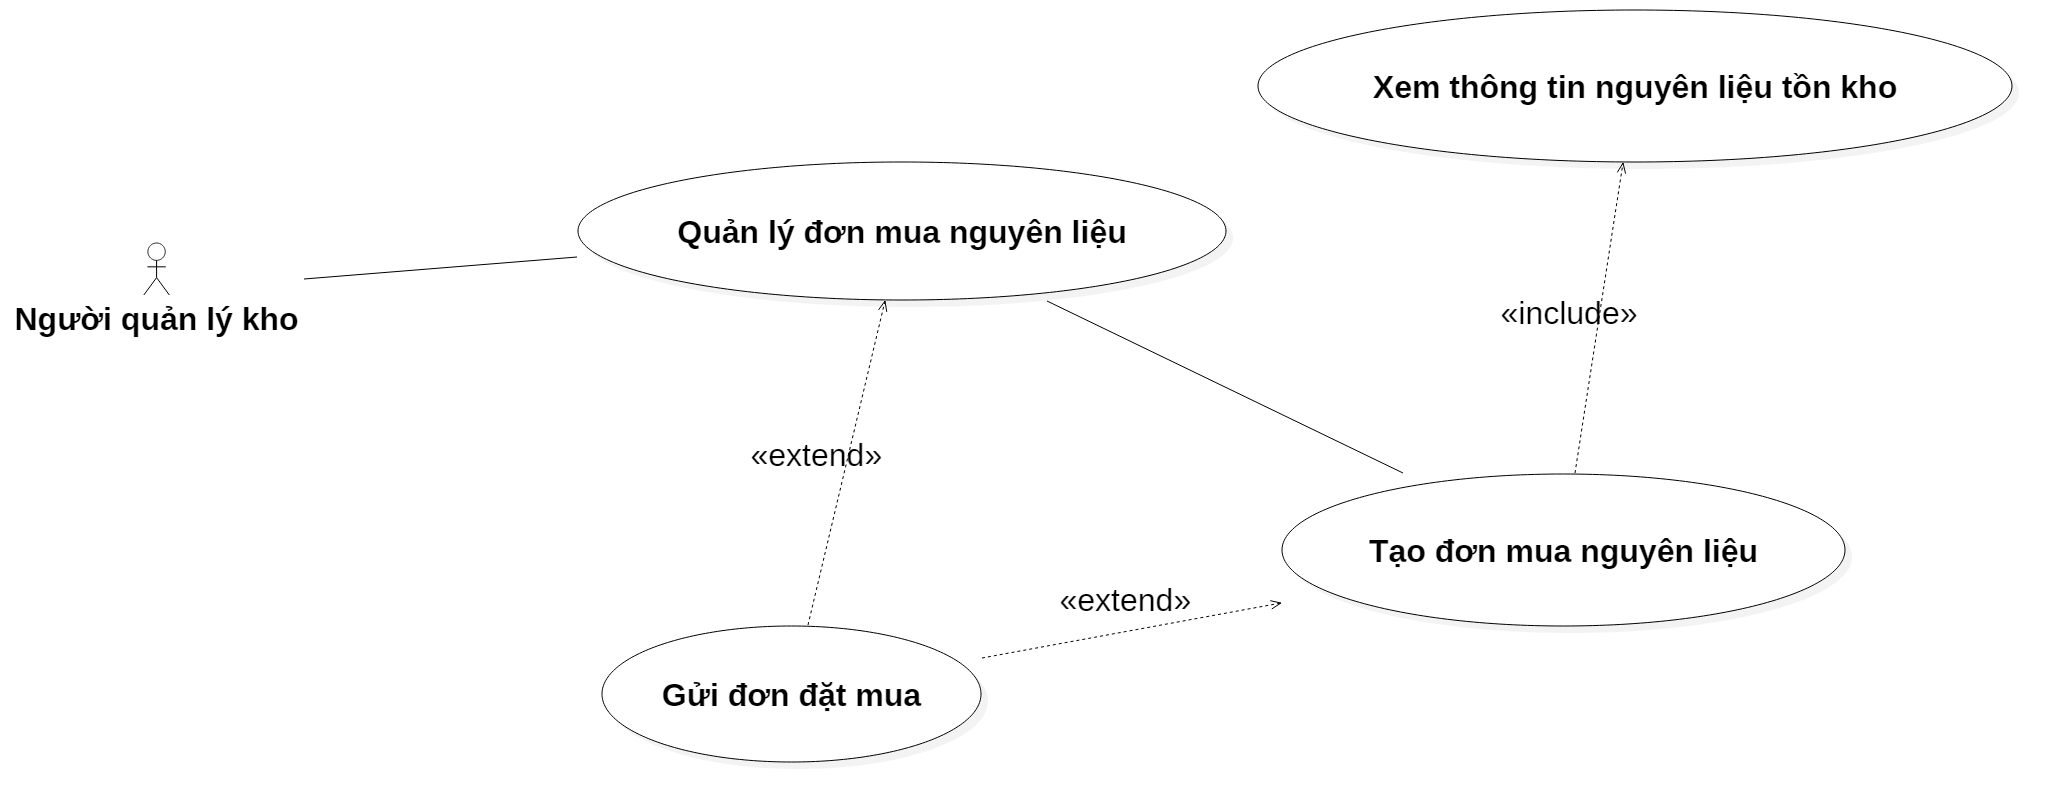 Xem thông tin nguyên liệu tồn kho
Quản lý đơn mua nguyên liệu
Người quản lý kho
«include»
«extend»
Tạo đơn mua nguyên liệu
«extend»
Gửi đơn đặt mua